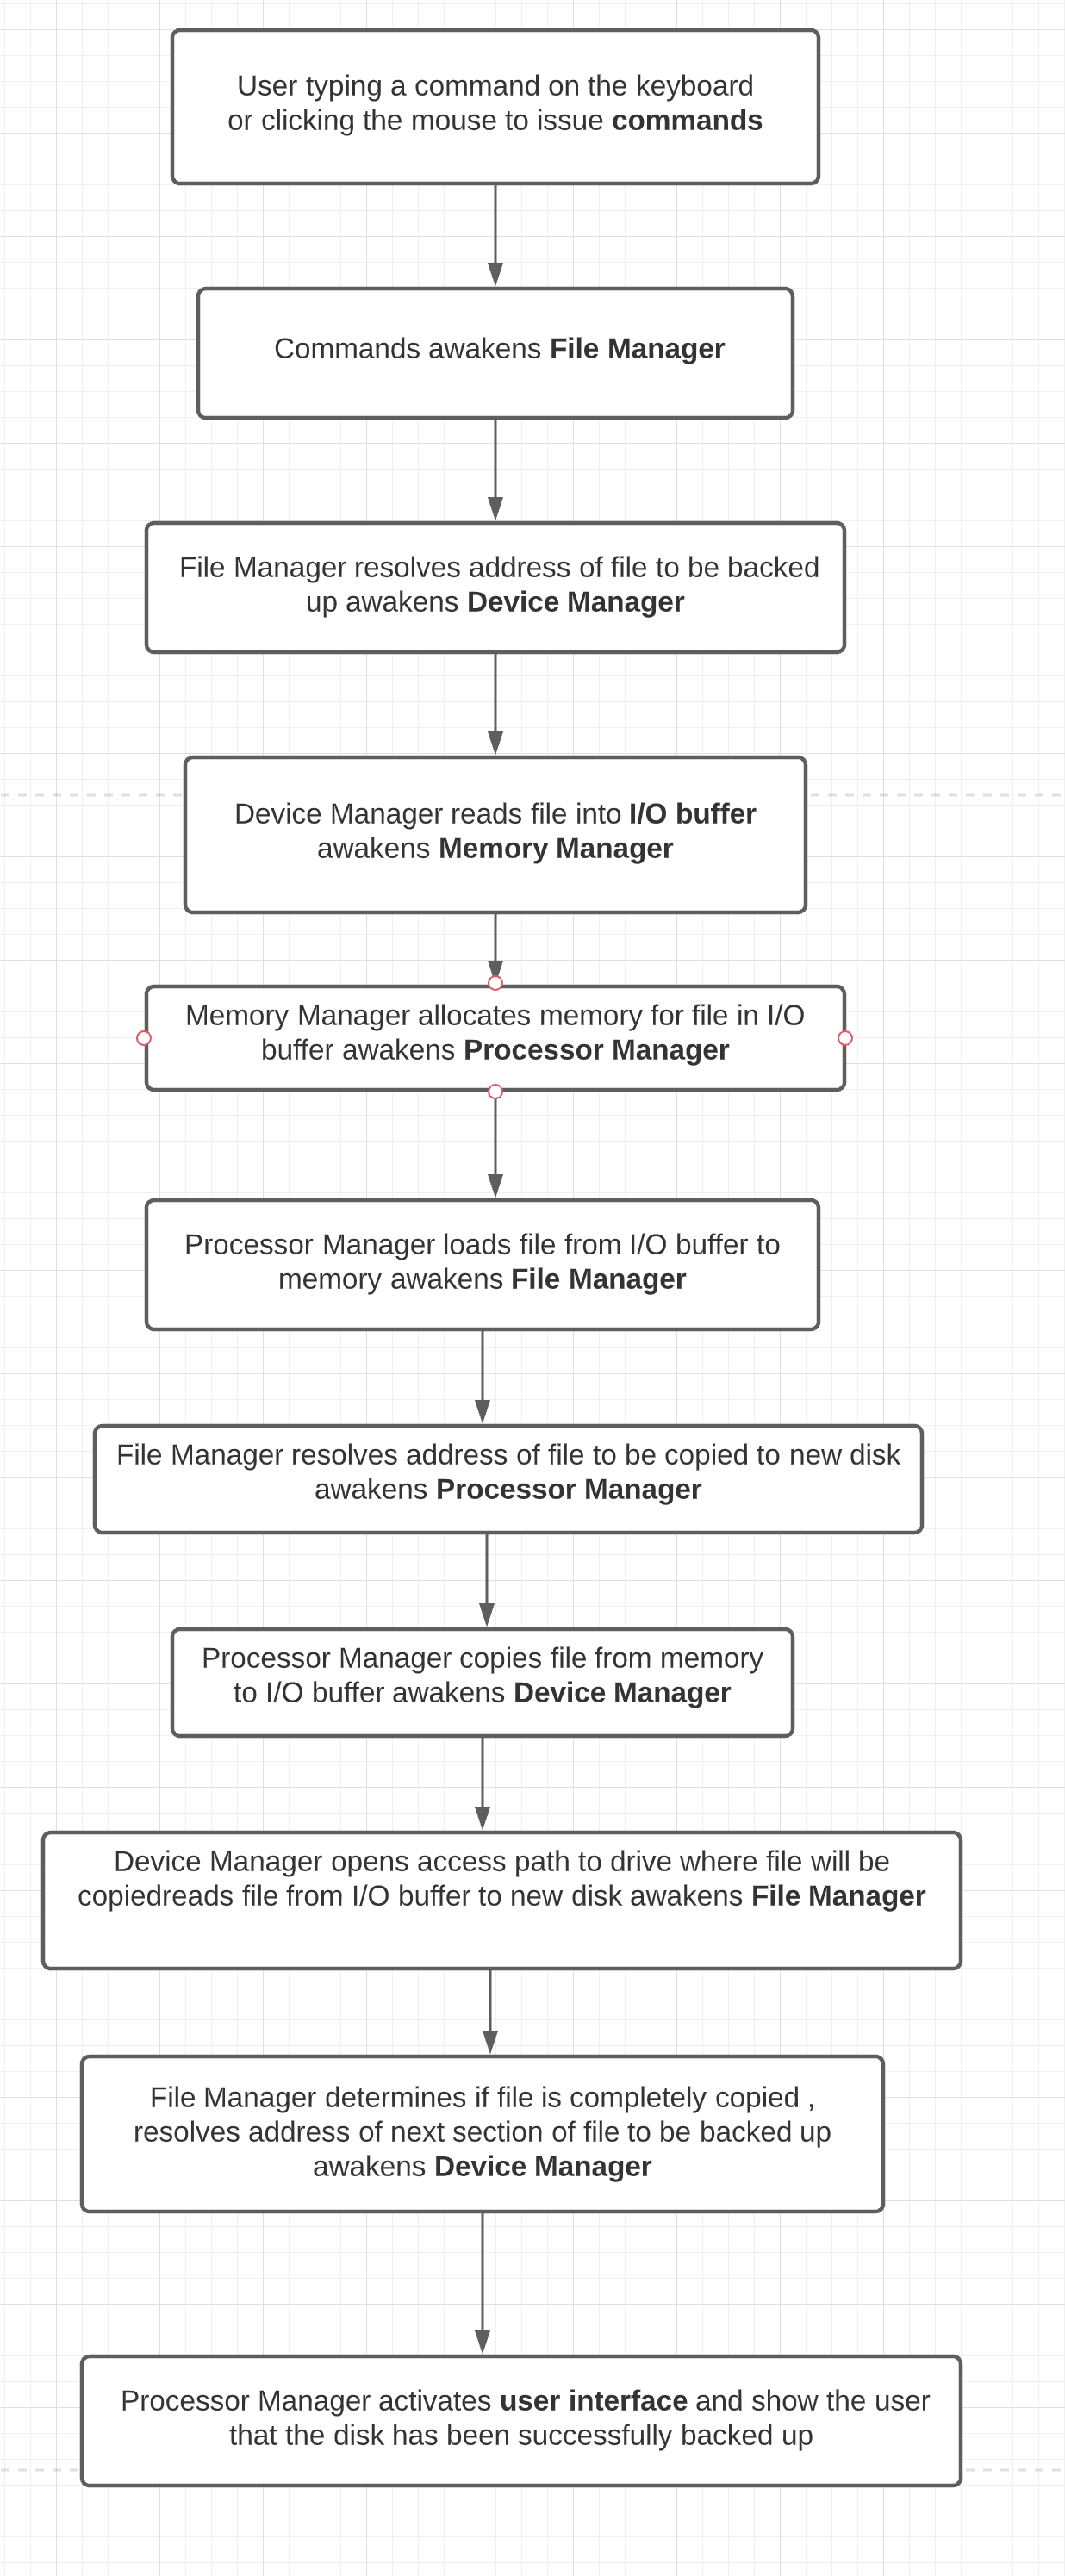 User typing a command on the keyboard
or clicking the mouse to issue commands
Commands awakens File Manager
File Manager resolves address of file to be backed
up awakens Device Manager
Device Manager reads file into I/O buffer
awakens Memory Manager
Memory Manager allocates memory for file in I/O
buffer awakens Processor Manager
Processor Manager loads file from I/O buffer to
memory awakens File Manager
File Manager resolves address of file to be copied to new disk
awakens Processor Manager
Processor Manager copies file from memory
to I/O buffer awakens Device Manager
Device Manager opens access path to drive where file will be
copiedreads file from I/O buffer to new disk awakens File Manager
File Manager determines if file is completely copied ,
resolves address of next section of file to be backed up
awakens Device Manager
Processor Manager activates user interface and show the user
that the disk has been successfully backed up